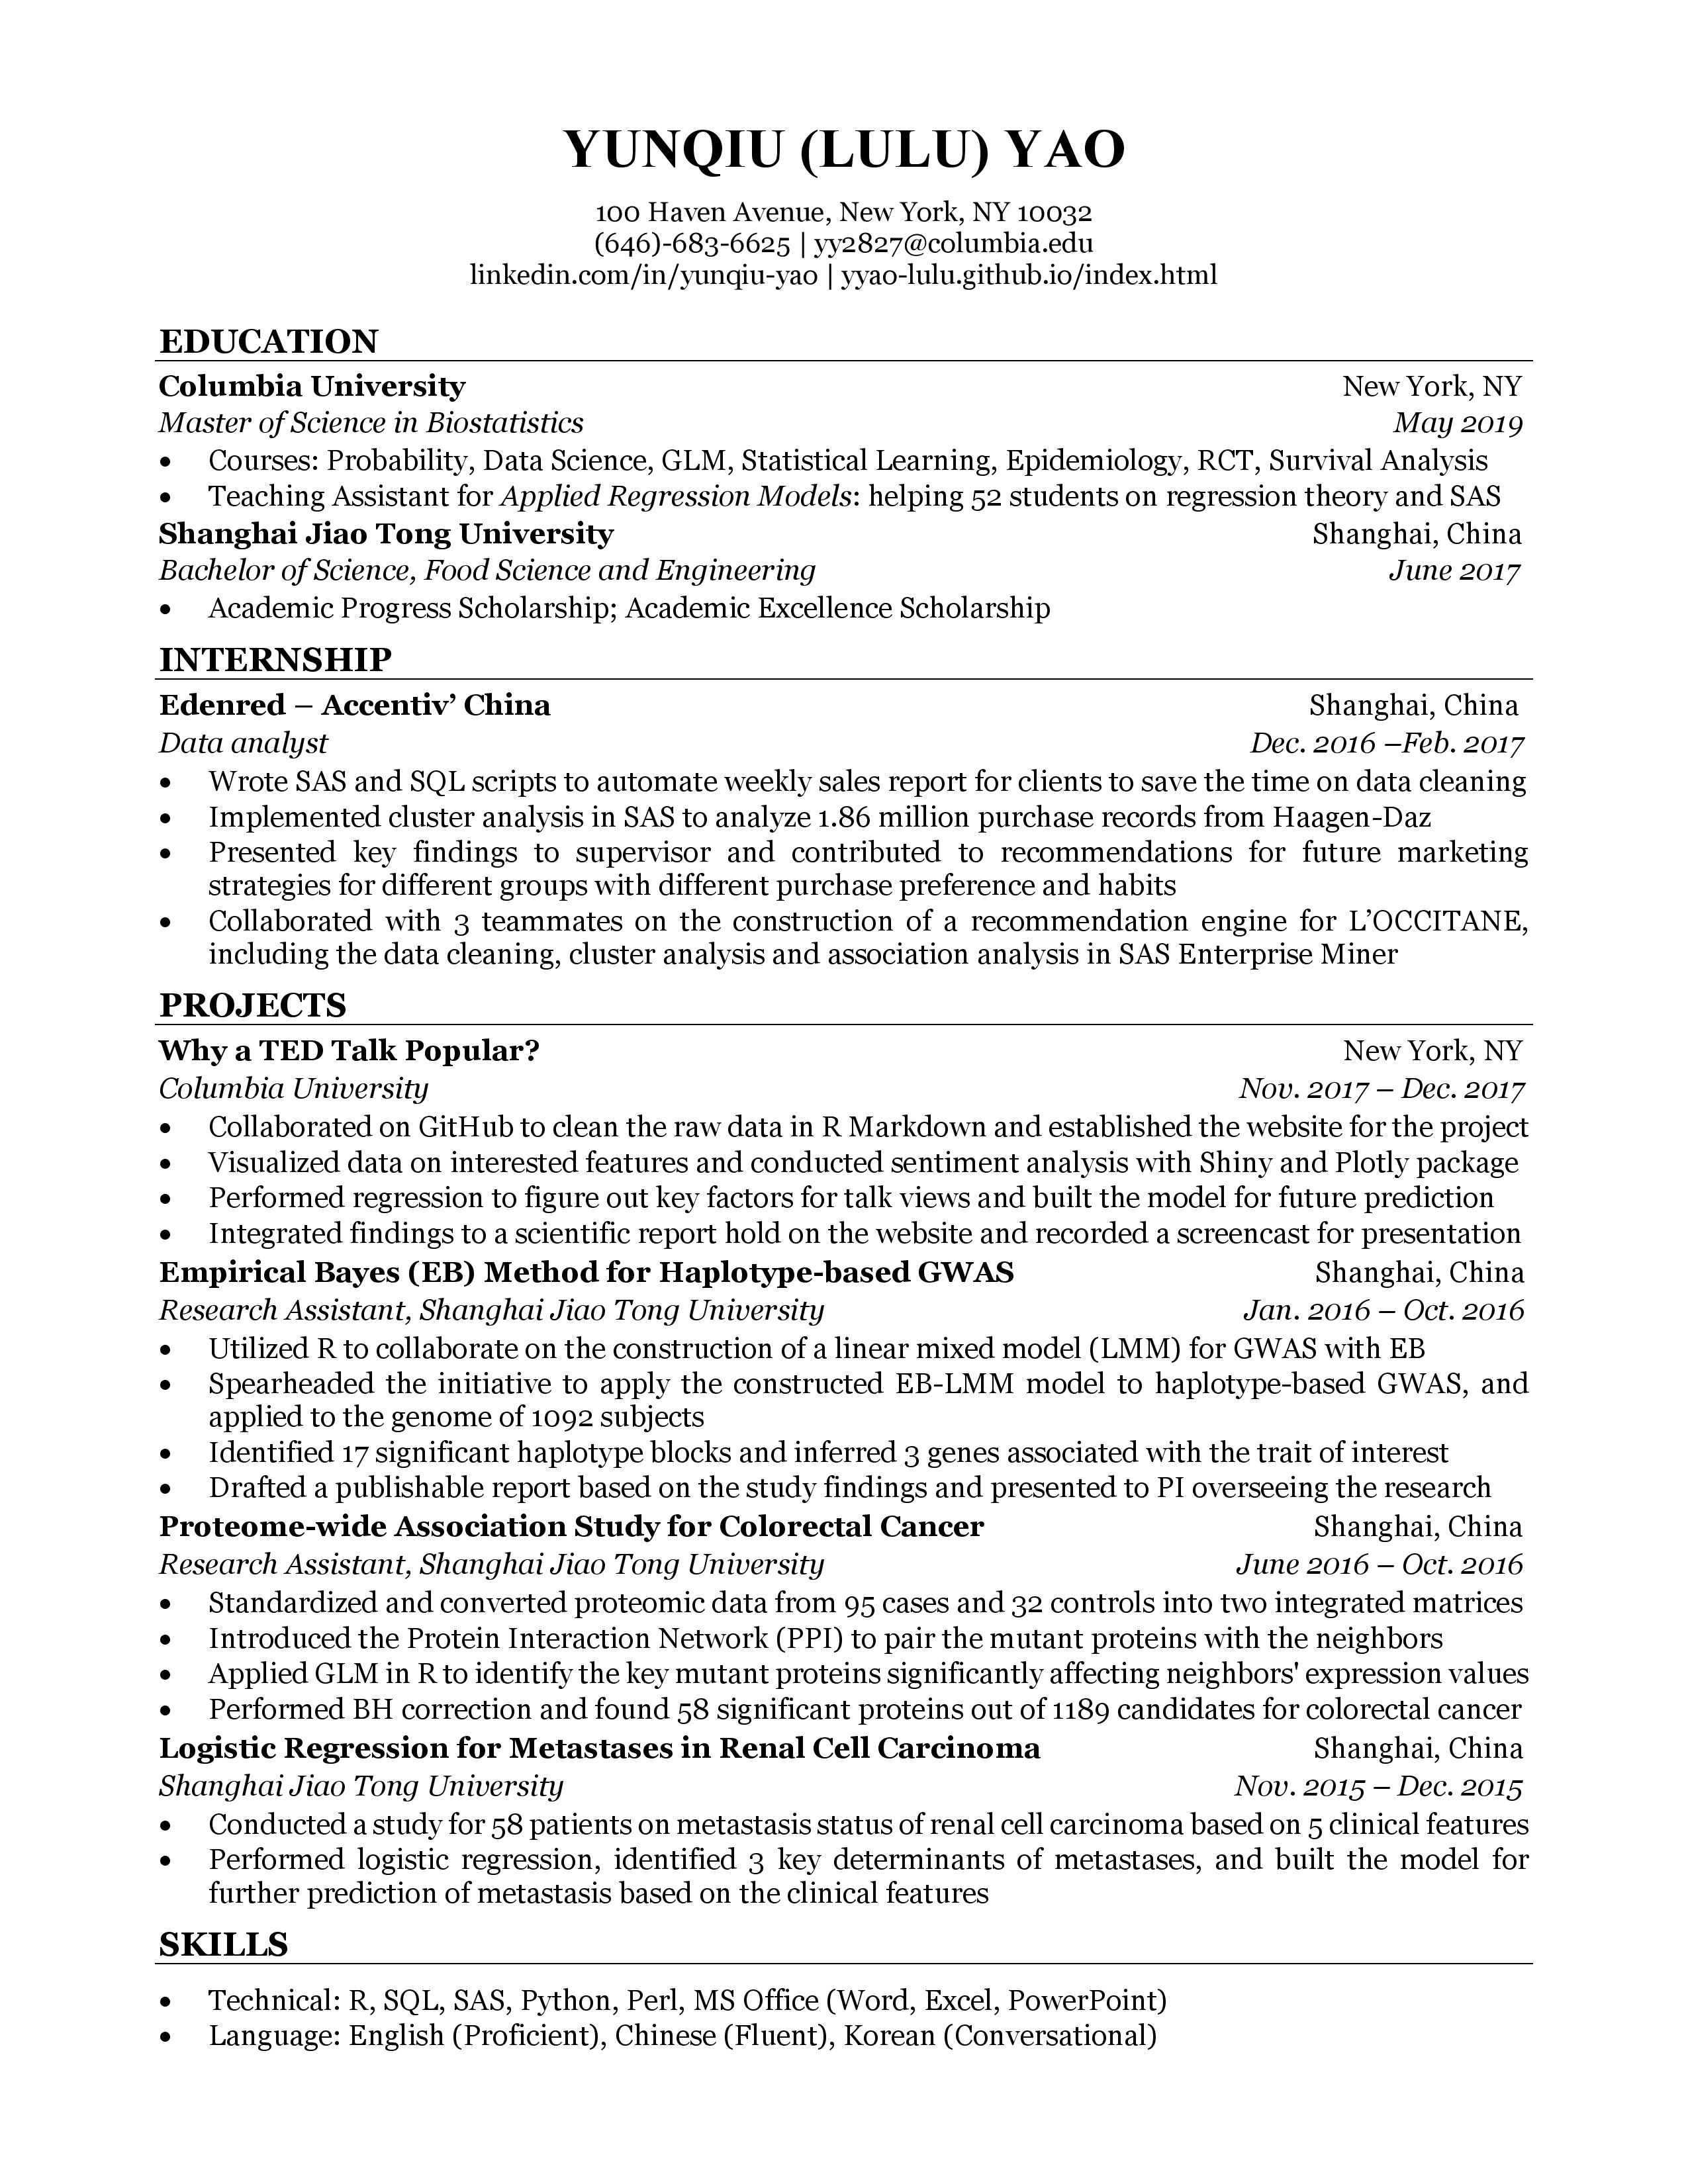 YUNQIU (LULU) YAO
100 Haven Avenue, New York, NY 10032
(646)-683-6625 | yy2827@columbia.edu
linkedin.com/in/yunqiu-yao | yyao-lulu.github.io/index.html
EDUCATION
Columbia University New York, NY
Master of Science in Biostatistics May 2019
• Courses: Probability, Data Science, GLM, Statistical Learning, Epidemiology, RCT, Survival Analysis
• Teaching Assistant for Applied Regression Models: helping 52 students on regression theory and SAS
Shanghai Jiao Tong University Shanghai, China
Bachelor of Science, Food Science and Engineering June 2017
• Academic Progress Scholarship; Academic Excellence Scholarship
INTERNSHIP
Edenred – Accentiv’ China Shanghai, China
Data analyst Dec. 2016 –Feb. 2017
• Wrote SAS and SQL scripts to automate weekly sales report for clients to save the time on data cleaning
• Implemented cluster analysis in SAS to analyze 1.86 million purchase records from Haagen-Daz
• Presented key findings to supervisor and contributed to recommendations for future marketing
strategies for different groups with different purchase preference and habits
• Collaborated with 3 teammates on the construction of a recommendation engine for L’OCCITANE,
including the data cleaning, cluster analysis and association analysis in SAS Enterprise Miner
PROJECTS
Why a TED Talk Popular? New York, NY
Columbia University Nov. 2017 – Dec. 2017
• Collaborated on GitHub to clean the raw data in R Markdown and established the website for the project
• Visualized data on interested features and conducted sentiment analysis with Shiny and Plotly package
• Performed regression to figure out key factors for talk views and built the model for future prediction
• Integrated findings to a scientific report hold on the website and recorded a screencast for presentation
Empirical Bayes (EB) Method for Haplotype-based GWAS Shanghai, China
Research Assistant, Shanghai Jiao Tong University Jan. 2016 – Oct. 2016
• Utilized R to collaborate on the construction of a linear mixed model (LMM) for GWAS with EB
• Spearheaded the initiative to apply the constructed EB-LMM model to haplotype-based GWAS, and
applied to the genome of 1092 subjects
• Identified 17 significant haplotype blocks and inferred 3 genes associated with the trait of interest
• Drafted a publishable report based on the study findings and presented to PI overseeing the research
Proteome-wide Association Study for Colorectal Cancer Shanghai, China
Research Assistant, Shanghai Jiao Tong University June 2016 – Oct. 2016
• Standardized and converted proteomic data from 95 cases and 32 controls into two integrated matrices
• Introduced the Protein Interaction Network (PPI) to pair the mutant proteins with the neighbors
• Applied GLM in R to identify the key mutant proteins significantly affecting neighbors' expression values
• Performed BH correction and found 58 significant proteins out of 1189 candidates for colorectal cancer
Logistic Regression for Metastases in Renal Cell Carcinoma Shanghai, China
Shanghai Jiao Tong University Nov. 2015 – Dec. 2015
• Conducted a study for 58 patients on metastasis status of renal cell carcinoma based on 5 clinical features
• Performed logistic regression, identified 3 key determinants of metastases, and built the model for
further prediction of metastasis based on the clinical features
SKILLS
• Technical: R, SQL, SAS, Python, Perl, MS Office (Word, Excel, PowerPoint)
• Language: English (Proficient), Chinese (Fluent), Korean (Conversational)